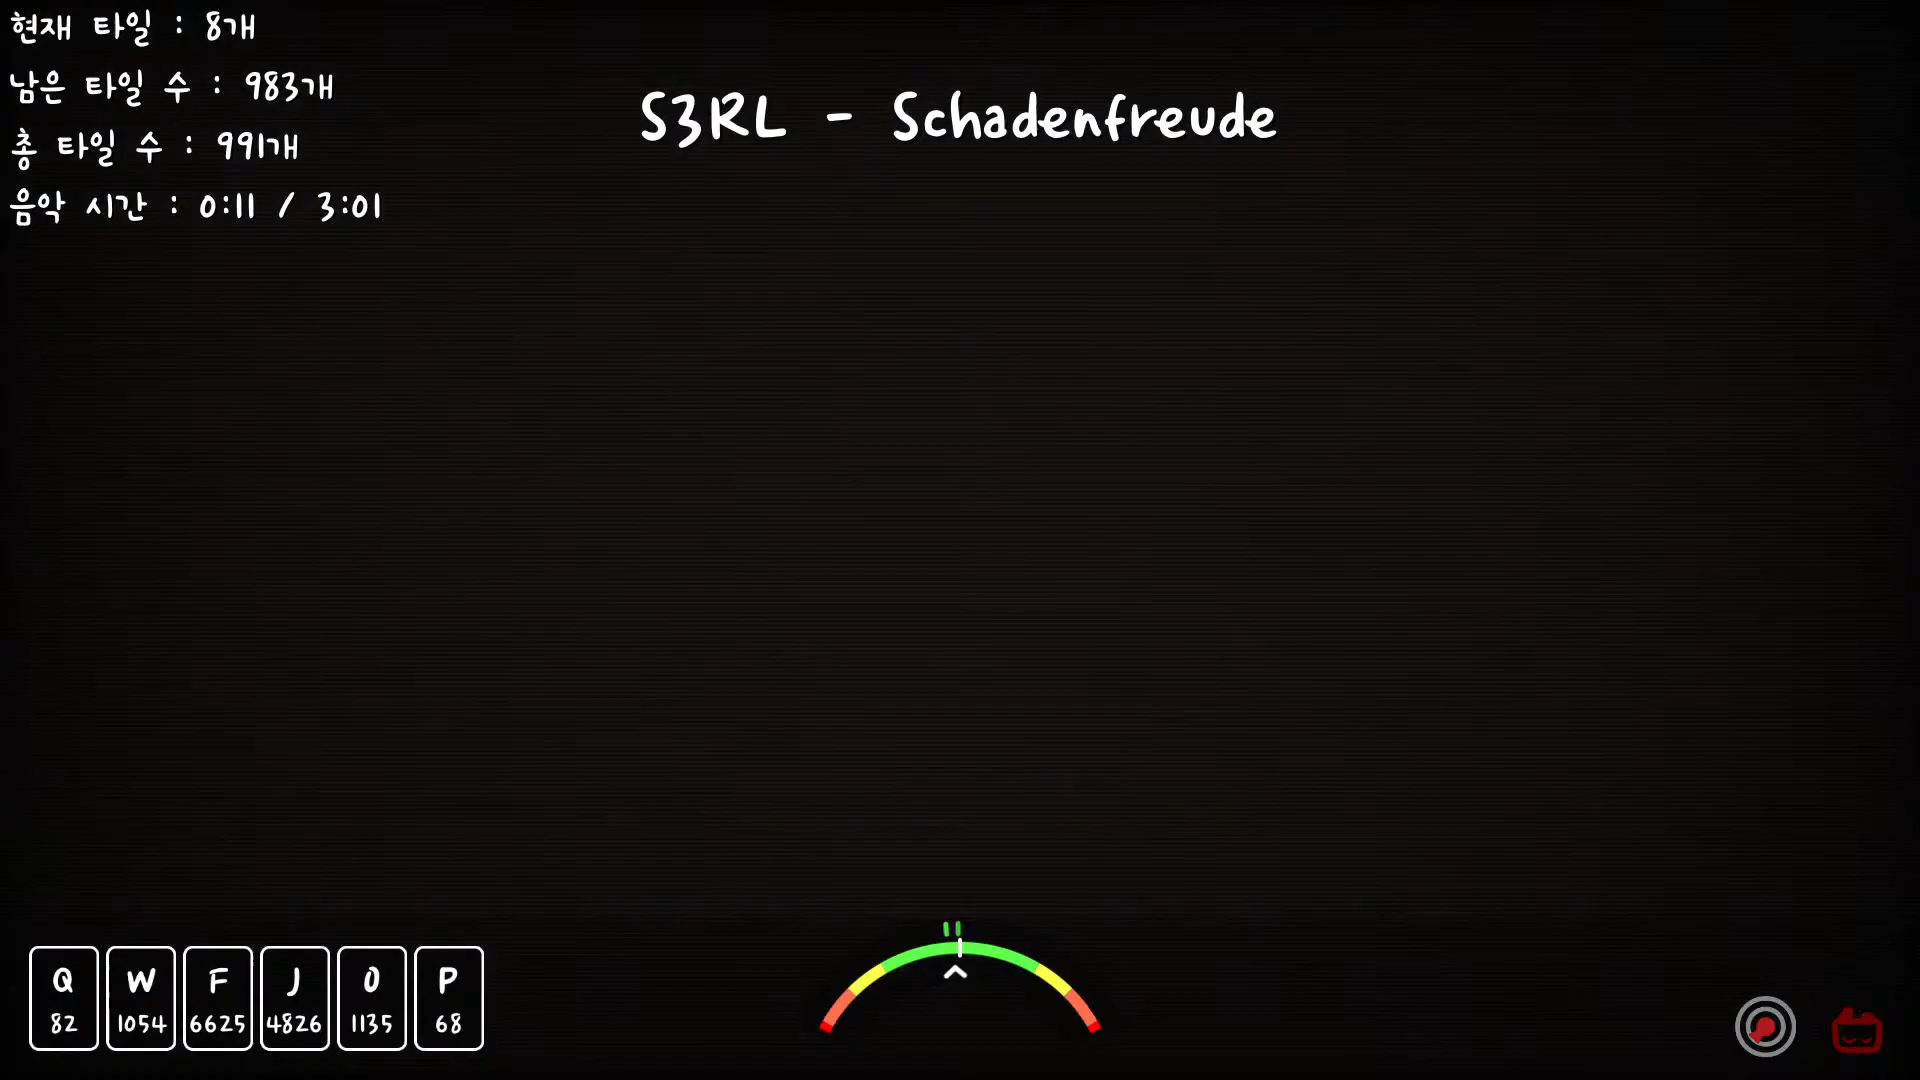 현재 타일 : 8개
남은 타일 수 : 983개
총 타일 수 : 991개
음악 시간 : 0:11 / 3:01
S3RL - Schadenfreude
Q W F J O P
82 1054 6625 4826 1135 68